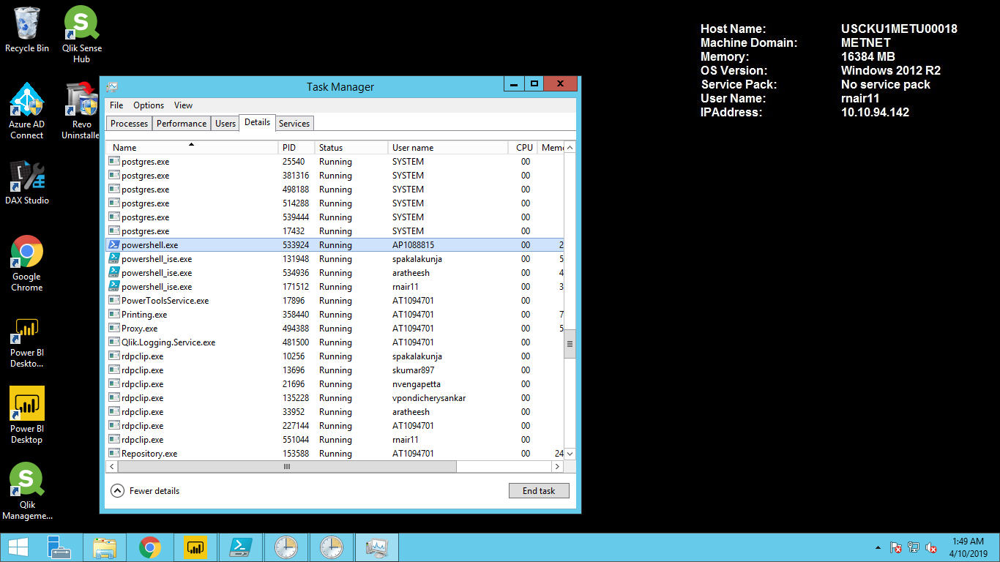 Recycle Bin
Qlik Sense
Hub
Azure AD
Connect
Revo
Uninstalle
DAX Studio
Google
Chrome
Power BI
Deskto...
Power BI
Desktop
Qlik
Manageme...
Host Name: USCKU1METU00018
Machine Domain: METNET
Memory: 16384 MB
OS Version: Windows 2012 R2
Service Pack: No service pack
User Name: rnair11
IPAddress: 10.10.94.142
Task Manager
File Options View
Processes Performance Users Details Services
Name PID Status User name CPU Memo
postgres.exe 25540 Running SYSTEM 00
postgres.exe 381316 Running SYSTEM 00
postgres.exe 498188 Running SYSTEM 00
postgres.exe 514288 Running SYSTEM 00
postgres.exe 539444 Running SYSTEM 00
postgres.exe 17432 Running SYSTEM 00
powershell.exe 533924 Running AP1088815 00 2
powershell_ise.exe 131948 Running spakalakunja 00 5
powershell_ise.exe 534936 Running aratheesh 00 4
powershell_ise.exe 171512 Running rnair11 00 3
PowerToolsService.exe 17896 Running AT1094701 00
Printing.exe 358440 Running AT1094701 00 7
Proxy.exe 494388 Running AT1094701 00 5
Qlik.Logging.Service.exe 481500 Running AT1094701 00
rdpclip.exe 10256 Running spakalakunja 00
rdpclip.exe 13696 Running skumar897 00
rdpclip.exe 21696 Running nvengapetta 00
rdpclip.exe 135228 Running vpondicherysankar 00
rdpclip.exe 33952 Running aratheesh 00
rdpclip.exe 227144 Running AT1094701 00
rdpclip.exe 551044 Running rnair11 00
Repository.exe 153588 Running AT1094701 00 24
Fewer details
End task
1:49 AM
4/10/2019